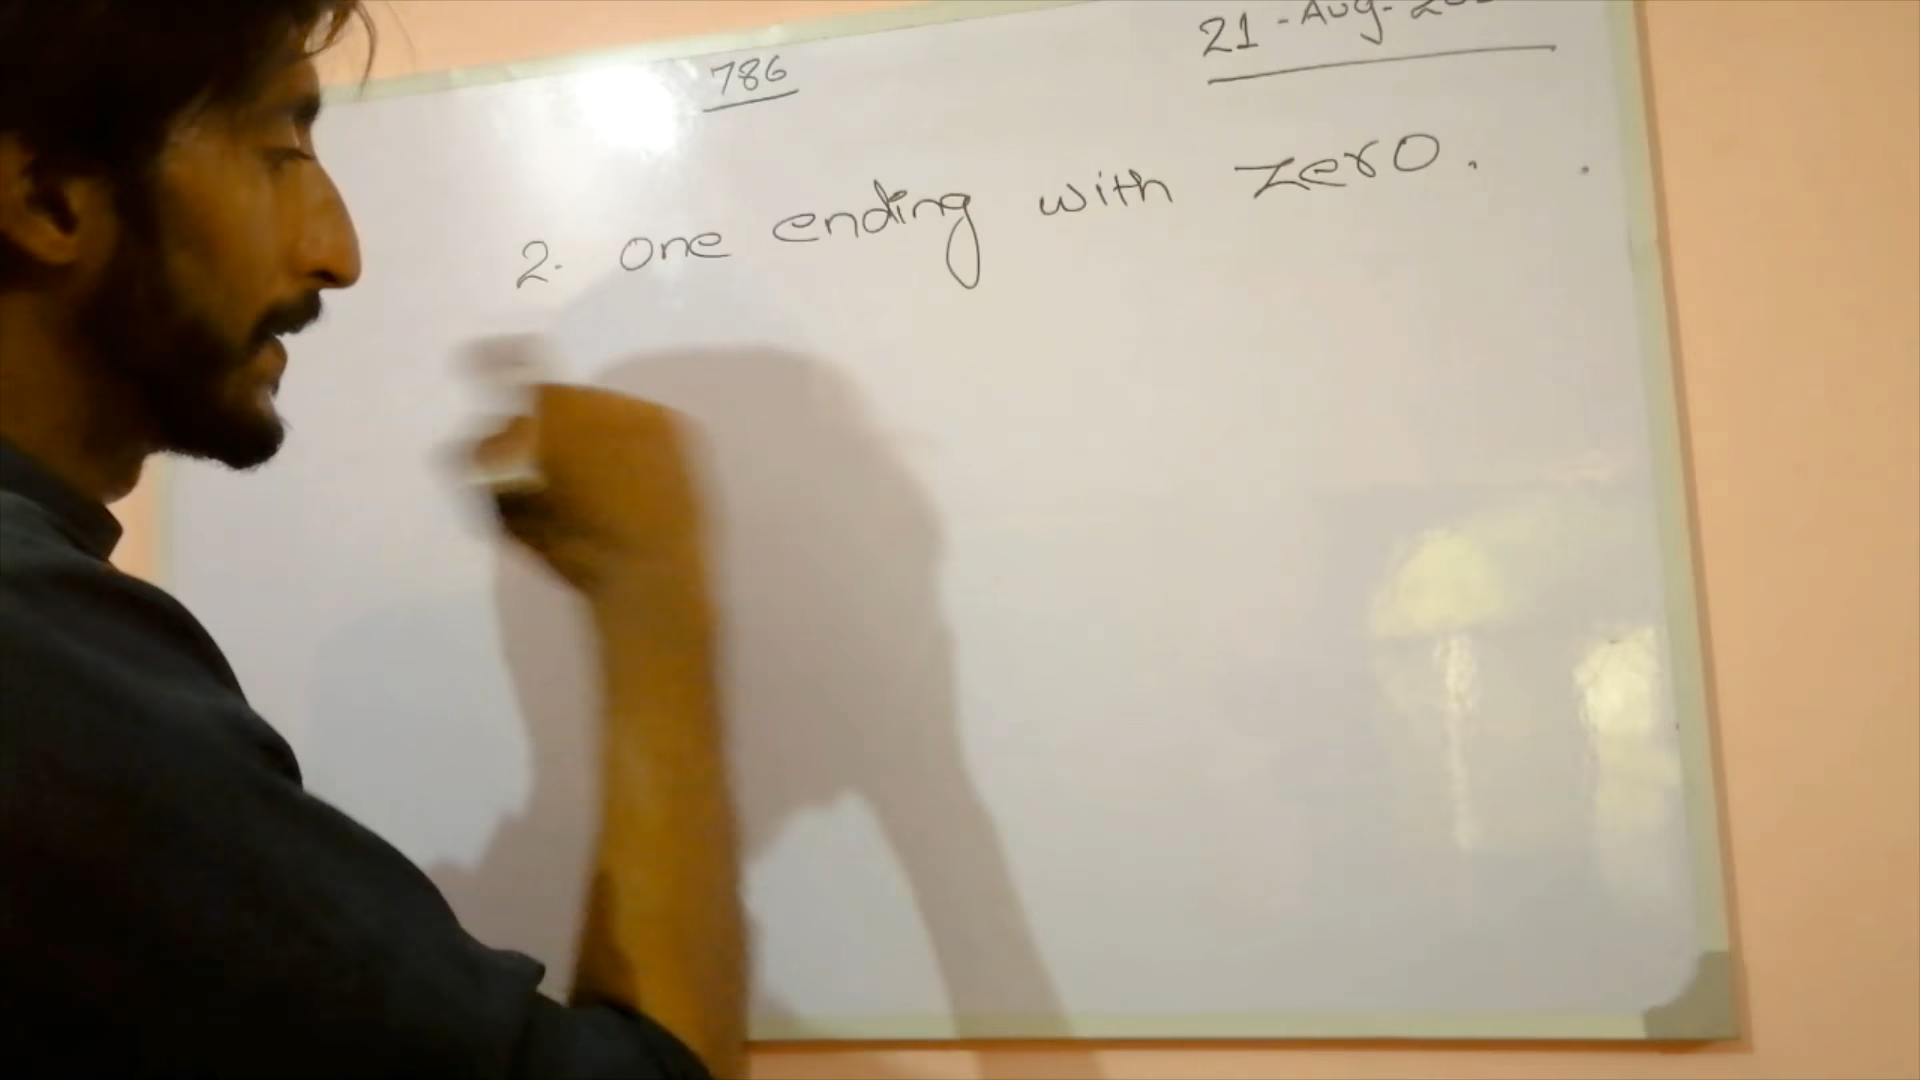 786
21-Aug-
2. one ending with zero.